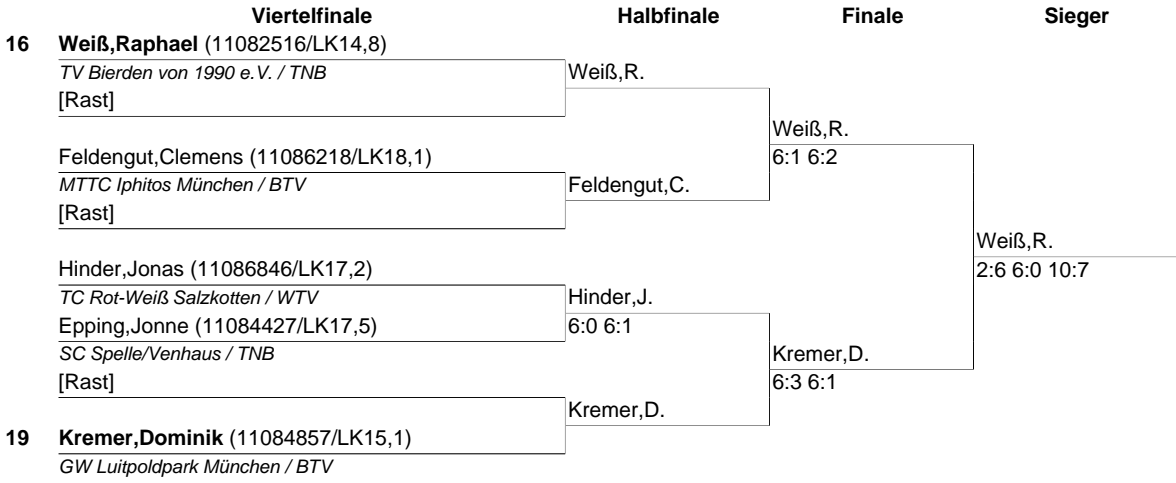 Viertelfinale Halbfinale Finale Sieger
16 Weiß,Raphael (11082516/LK14,8)
TV Bierden von 1990 e.V. / TNB Weiß,R.
[Rast]
Weiß,R.
Feldengut,Clemens (11086218/LK18,1) 6:1 6:2
MTTC Iphitos München / BTV Feldengut,C.
[Rast]
Weiß,R.
Hinder,Jonas (11086846/LK17,2) 2:6 6:0 10:7
TC Rot-Weiß Salzkotten / WTV Hinder,J.
Epping,Jonne (11084427/LK17,5) 6:0 6:1
SC Spelle/Venhaus / TNB Kremer,D.
[Rast] 6:3 6:1
Kremer,D.
19 Kremer,Dominik (11084857/LK15,1)
GW Luitpoldpark München / BTV